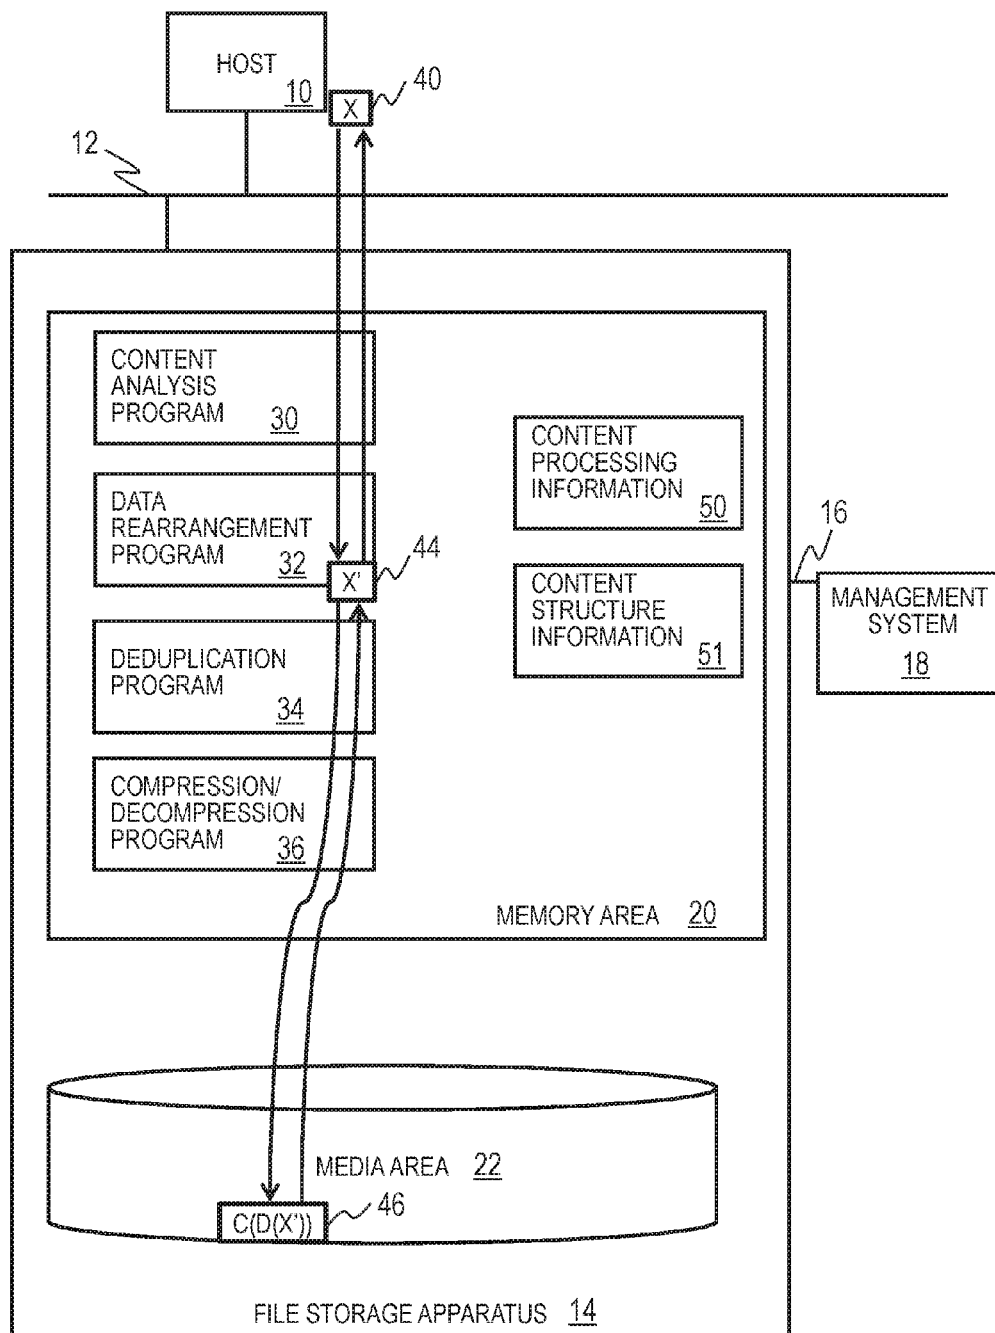 HOST
10
X
40
12
CONTENT
ANALYSIS
PROGRAM 30
DATA
REARRANGEMENT
PROGRAM 32
X'
44
DEDUPLICATION
PROGRAM
34
COMPRESSION/
DECOMPRESSION
PROGRAM 36
CONTENT
PROCESSING
INFORMATION 50
CONTENT
STRUCTURE
INFORMATION 51
16
MANAGEMENT
SYSTEM
18
MEMORY AREA 20
MEDIA AREA 22
C(D(X'))
46
FILE STORAGE APPARATUS 14